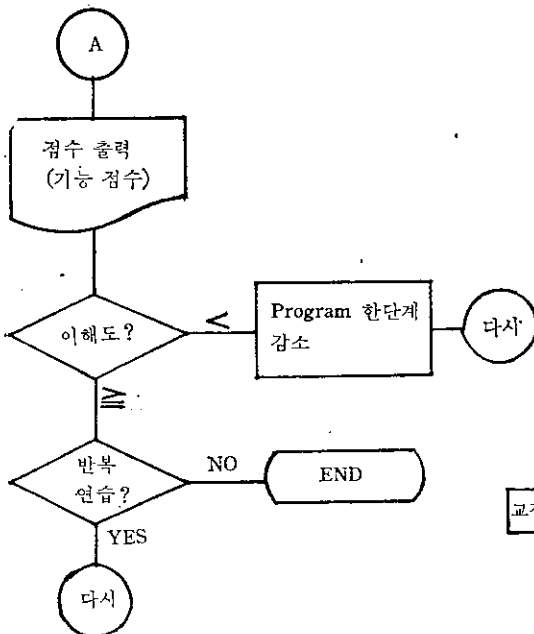 A
점수 출력
(기능 점수)
이해도?
<
Program 한단계
감소
다시
≧
반복
연습?
NO
END
YES
다시